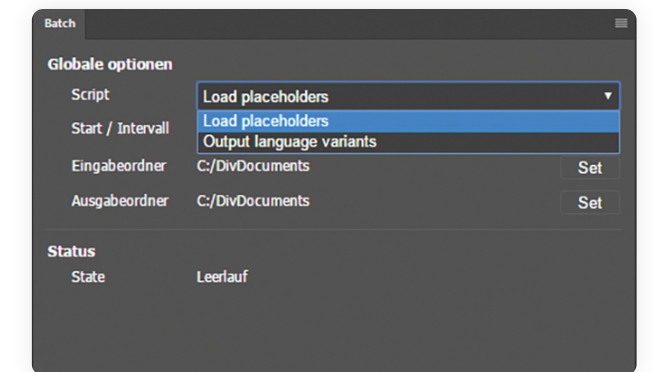 Batch
Globale optionen
Script Load placeholders
Load placeholders
Start / Intervall
Output language variants
Eingabeordner C:/DivDocuments Set
Ausgabeordner C:/DivDocuments Set
Status
State Leerlauf